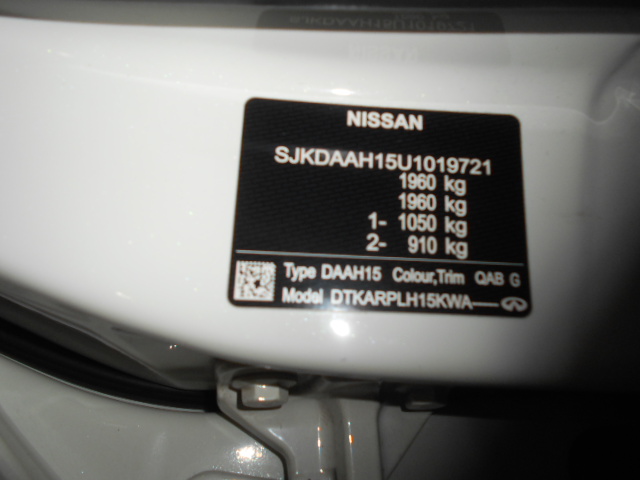 NISSAN
SJKDAAH15U1019721
1960 kg
1960 kg
1- 1050 kg
2- 910 kg
Type DAAH15 Colour,Trim QAB G
Model DTKARPLH15KWA—